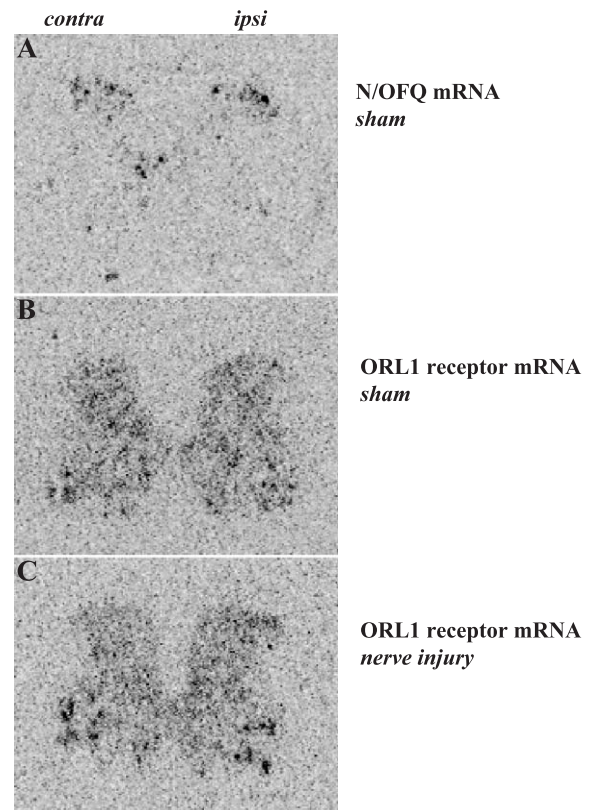 contra ipsi
A
N/OFQ mRNA
sham
B
ORL1 receptor mRNA
sham
C
ORL1 receptor mRNA
nerve injury